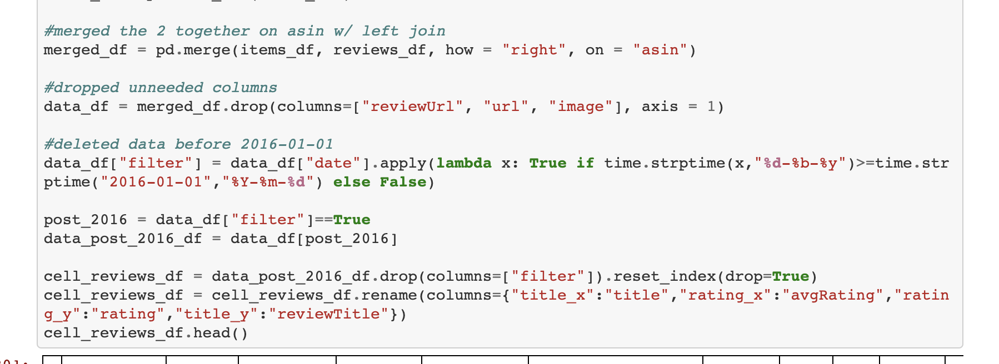 #merged the 2 together on asin w/ left join
merged_df = pd.merge(items_df, reviews_df, how = "right", on = "asin")
#dropped unneeded columns
data_df = merged_df.drop(columns=["reviewUrl", "url", "image"], axis = 1)
#deleted data before 2016-01-01
data_df["filter"] = data_df["date"].apply(lambda x: True if time.strptime(x,"%d-%b-%y")>=time.str
ptime("2016-01-01","%Y-%m-%d") else False)
post_2016 = data_df["filter"]==True
data_post_2016_df = data_df[post_2016]
cell_reviews_df = data_post_2016_df.drop(columns=["filter"]).reset_index(drop=True)
cell_reviews_df = cell_reviews_df.rename(columns={"title_x":"title","rating_x":"avgRating","ratin
g_y":"rating","title_y":"reviewTitle"})
cell_reviews_df.head()